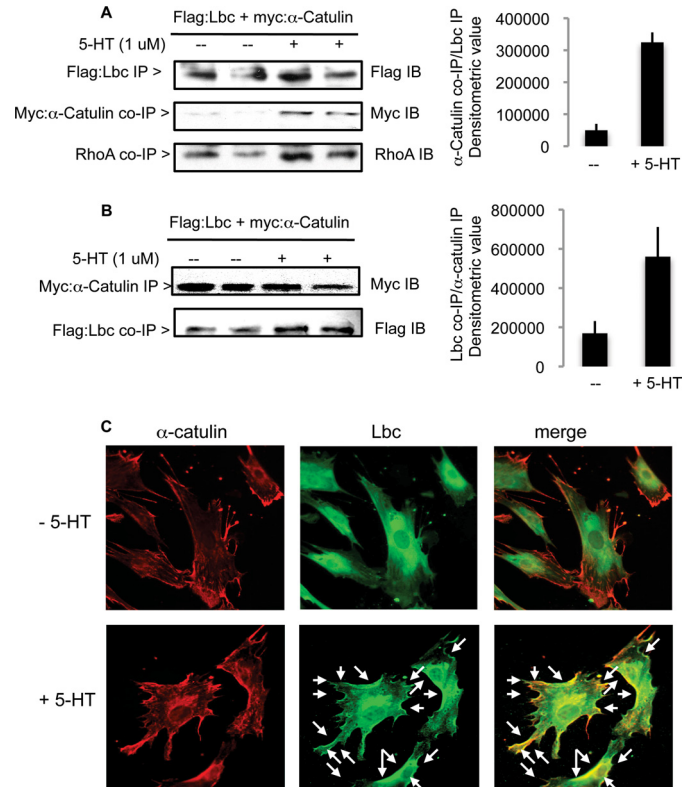 A
Flag:Lbc + myc:α-Catulin
5-HT (1 uM) -- -- + +
Flag:Lbc IP > Flag IB
Myc:α-Catulin co-IP > Myc IB
RhoA co-IP > RhoA IB
α-Catulin co-IP/Lbc IP
Densitometric value
400000
300000
200000
100000
0
-- + 5-HT
B
Flag:Lbc + myc:α-Catulin
5-HT (1 uM) -- -- + +
Myc:α-Catulin IP > Myc IB
Flag:Lbc co-IP > Flag IB
Lbc co-IP/α-catulin IP
Densitometric value
800000
600000
400000
200000
0
-- + 5-HT
C
α-catulin Lbc merge
- 5-HT
+ 5-HT